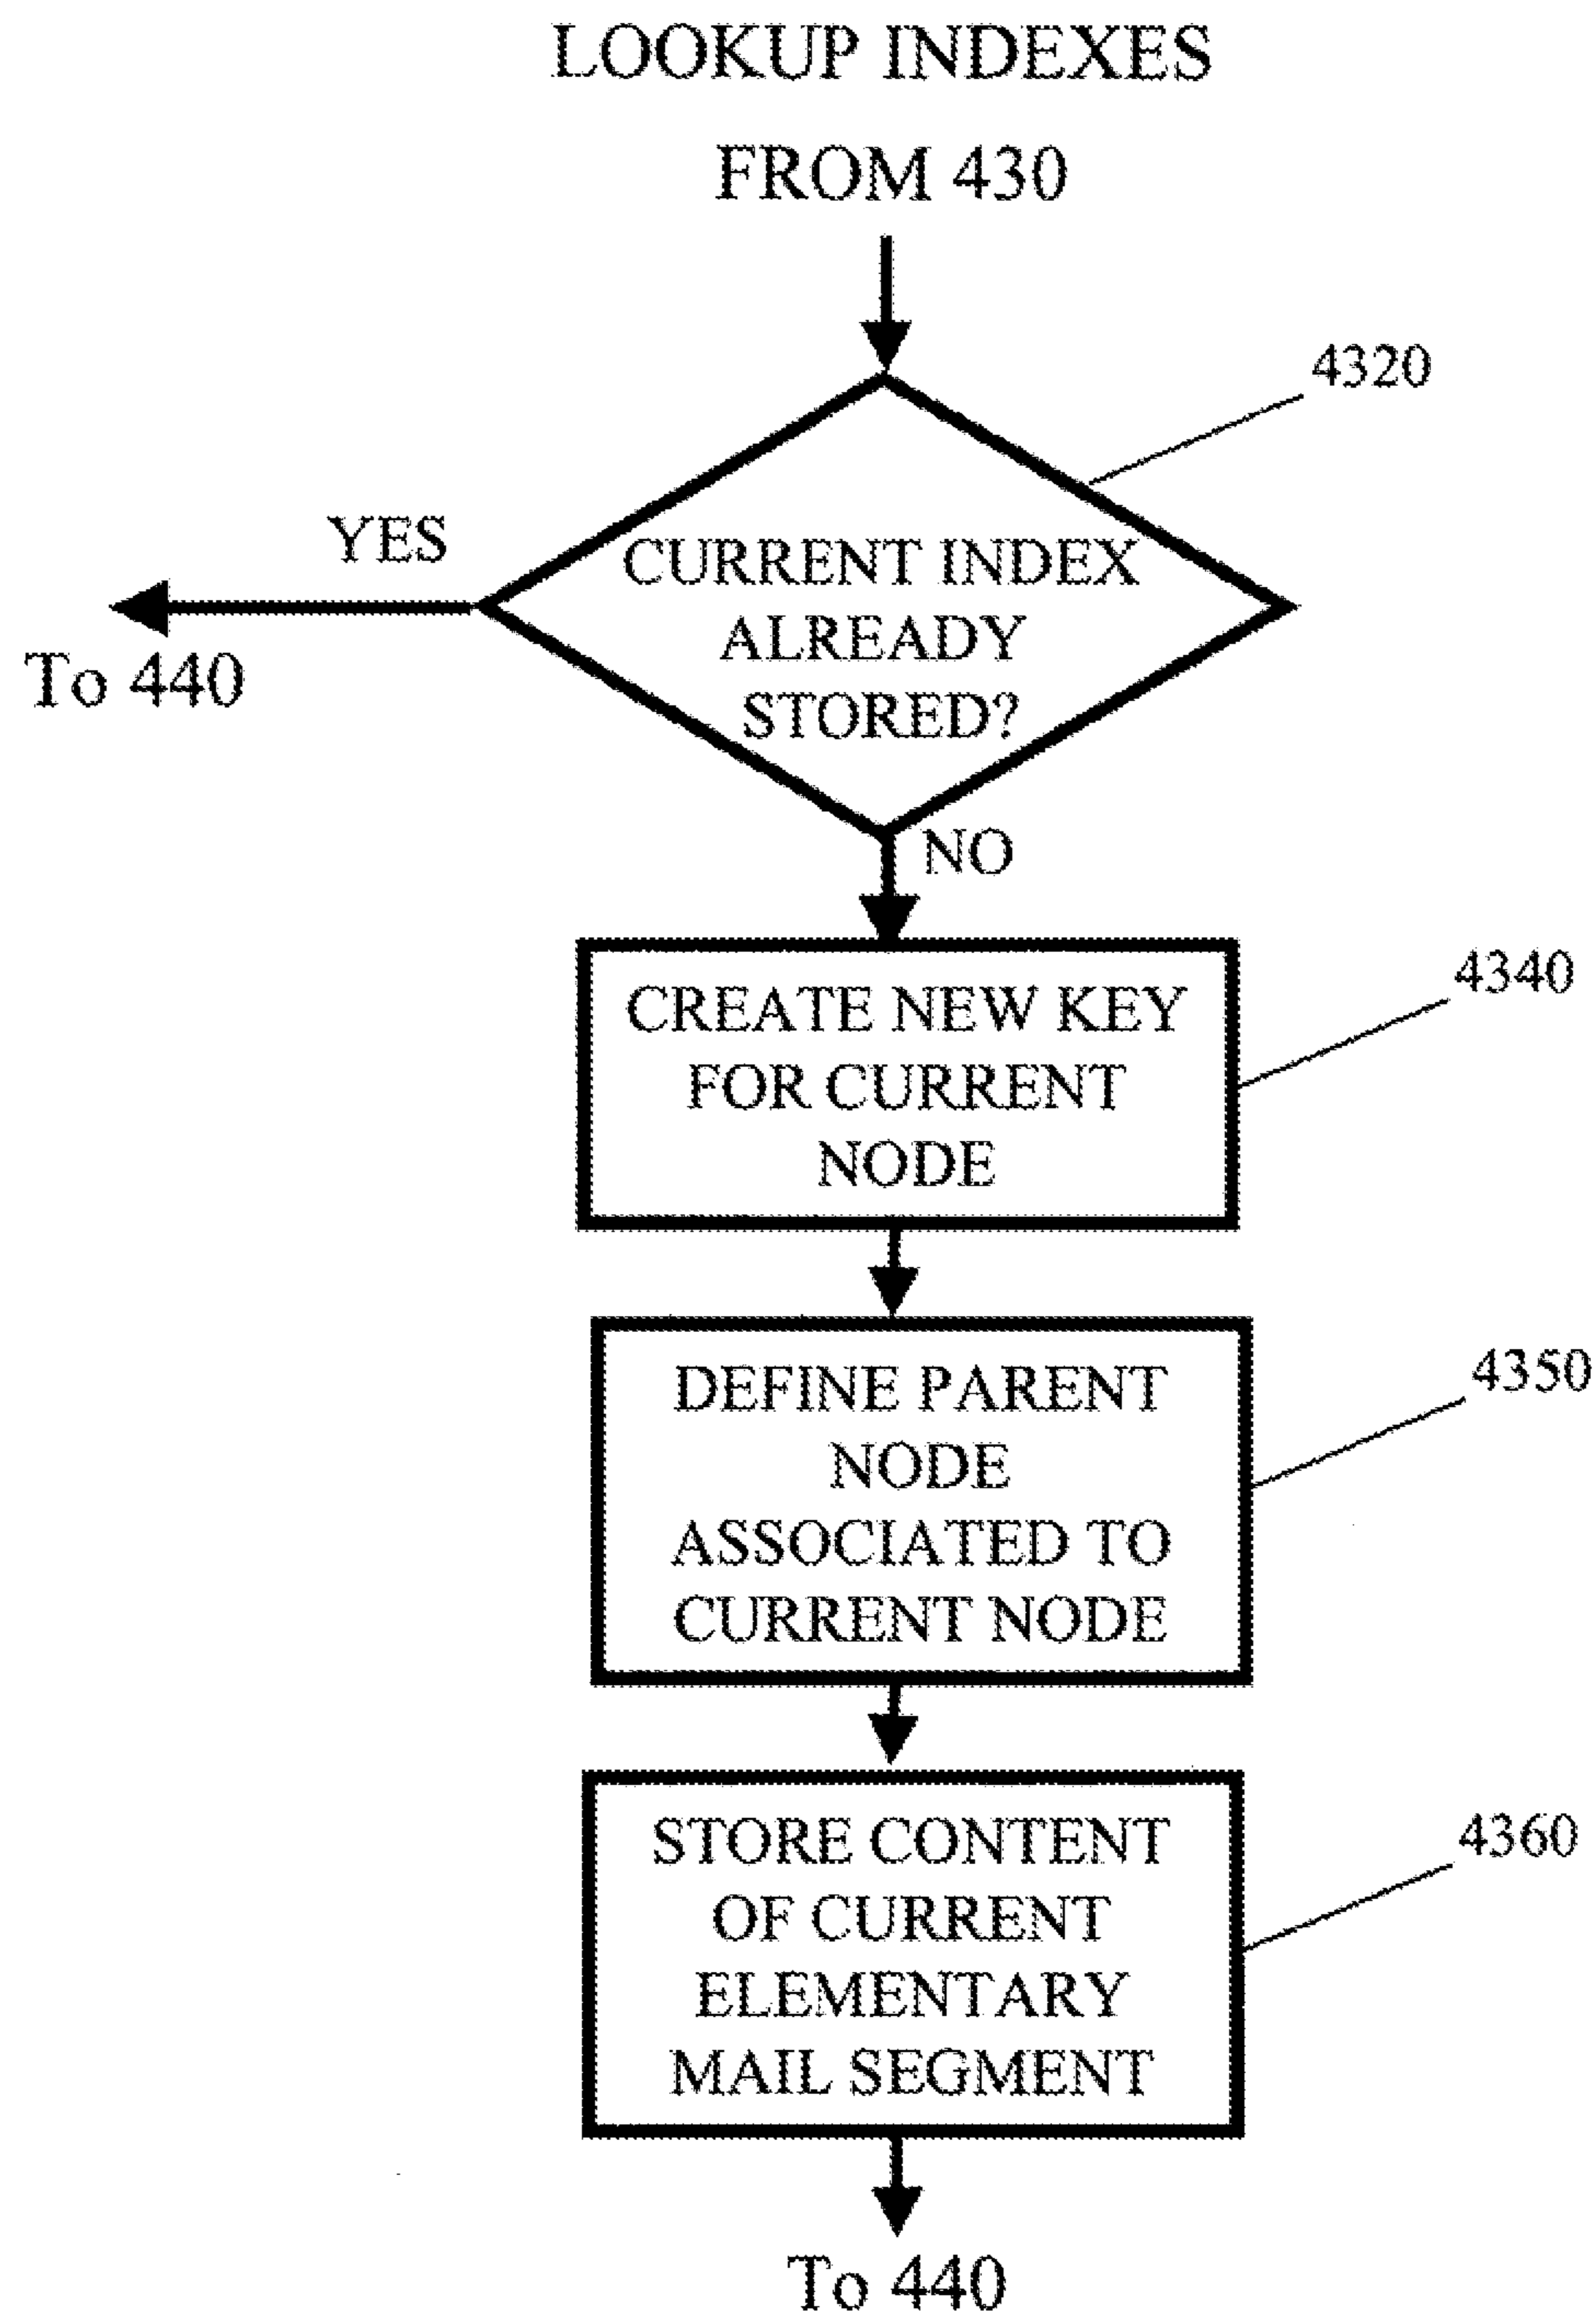 LOOKUP INDEXES
FROM 430
4320
YES
CURRENT INDEX
ALREADY
STORED?
To 440
NO
4340
CREATE NEW KEY
FOR CURRENT
NODE
4350
DEFINE PARENT
NODE
ASSOCIATED TO
CURRENT NODE
4360
STORE CONTENT
OF CURRENT
ELEMENTARY
MAIL SEGMENT
To 440